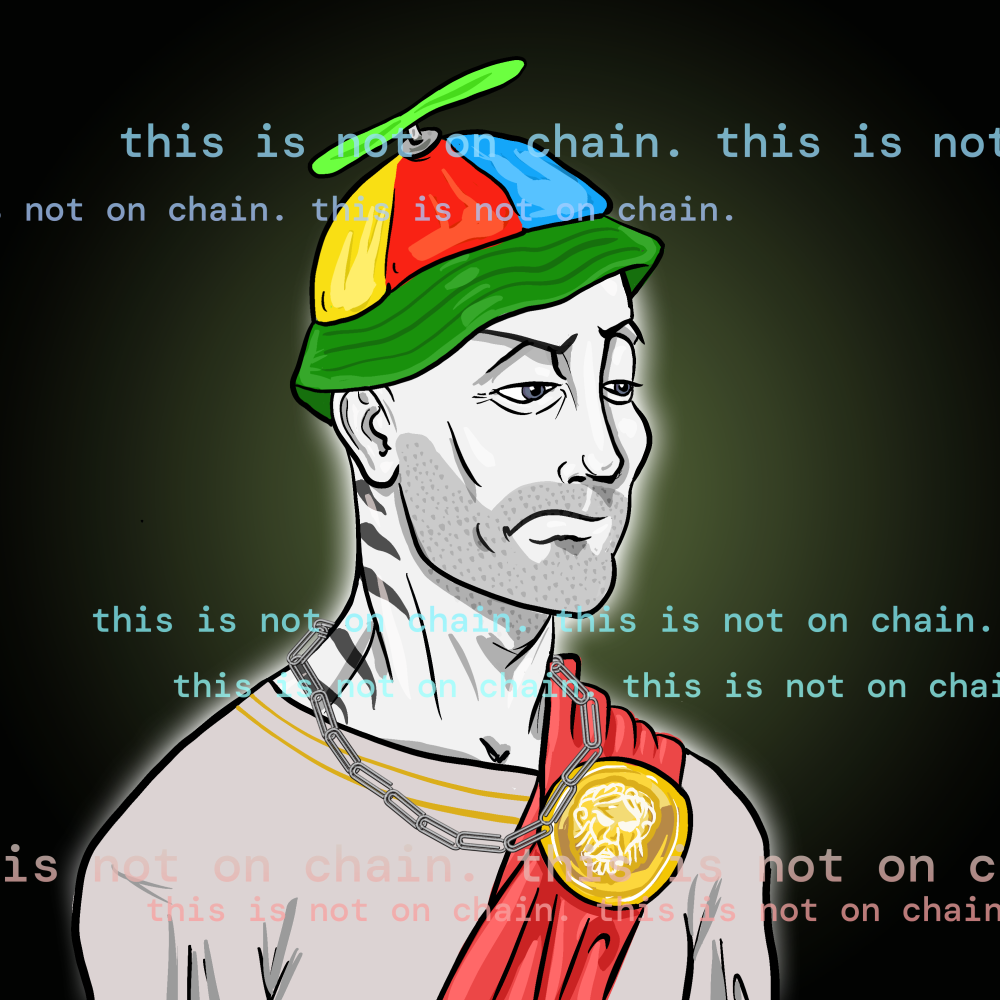 this is not on chain. this is not
not on chain. this is not on chain.
this is not on chain. this is not on chain.
this is not on chain. this is not on chai
is not on chain. this is not on c
this is not on chain. this is not on chain